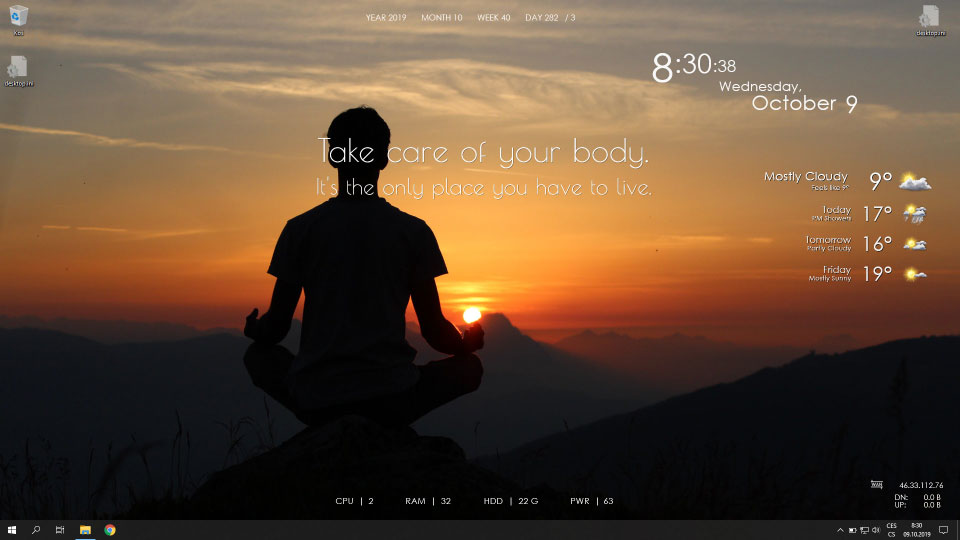 YEAR 2019 MONTH 10 WEEK 40 DAY 282 / 3
Koš
desktop.ini
desktop.ini
8:30:38
Wednesday,
October 9
Take care of your body.
It's the only place you have to live.
Mostly Cloudy 9°
Feels like 9°
Today 17°
PM Showers
Tomorrow 16°
Partly Cloudy
Friday 19°
Mostly Sunny
CPU | 2 RAM | 32 HDD | 22 G PWR | 63
46.33.112.76
DN: 0.0 B
UP: 0.0 B
CES 8:30
CS 09.10.2019